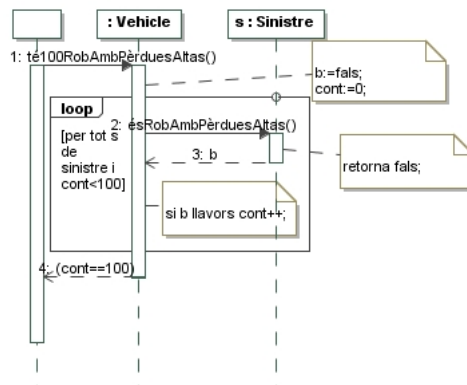 : Vehicle
s : Sinistre
1: té100RobAmbPèrduesAltas()
b:=fals;
cont:=0;
loop
[per tot s
de
sinistre i
cont<100]
2: ésRobAmbPèrduesAltas()
3: b
retorna fals;
si b llavors cont++;
4: (cont==100)